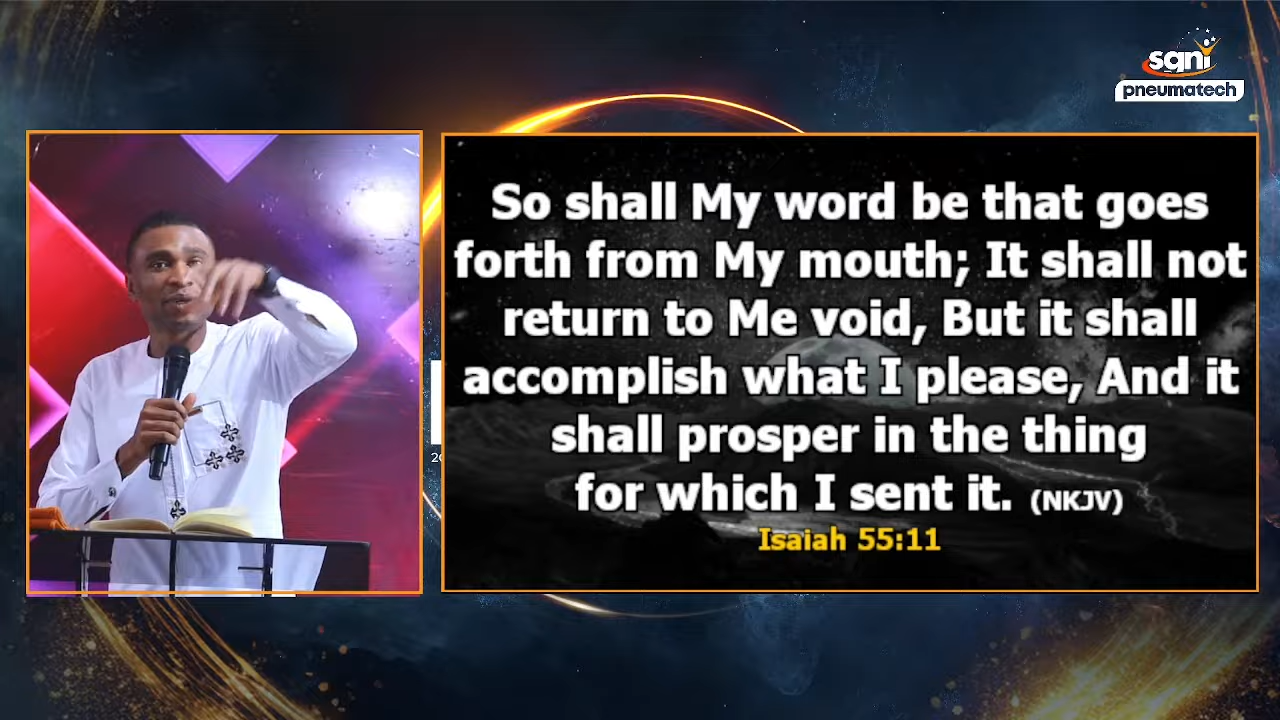 sgni
pneumatech
So shall My word be that goes
forth from My mouth; It shall not
return to Me void, But it shall
accomplish what I please, And it
shall prosper in the thing
for which I sent it. (NKJV)
Isaiah 55:11